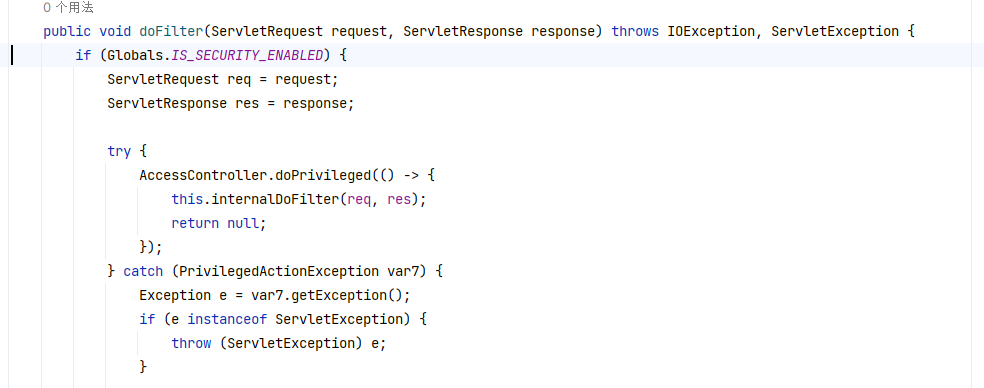 0 个用法
public void doFilter(ServletRequest request, ServletResponse response) throws IOException, ServletException {
if (Globals.IS_SECURITY_ENABLED) {
ServletRequest req = request;
ServletResponse res = response;
try {
AccessController.doPrivileged(() -> {
this.internalDoFilter(req, res);
return null;
});
} catch (PrivilegedActionException var7) {
Exception e = var7.getException();
if (e instanceof ServletException) {
throw (ServletException) e;
}